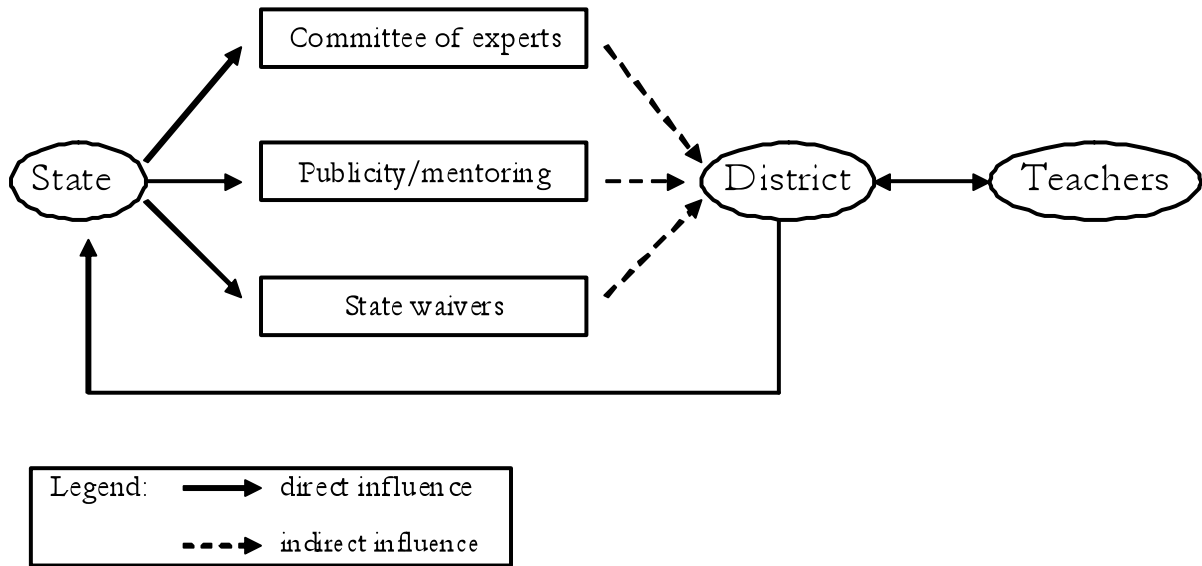 Committee of experts
State
Publicity/mentoring
District
Teachers
State waivers
Legend:
direct influence
indirect influence